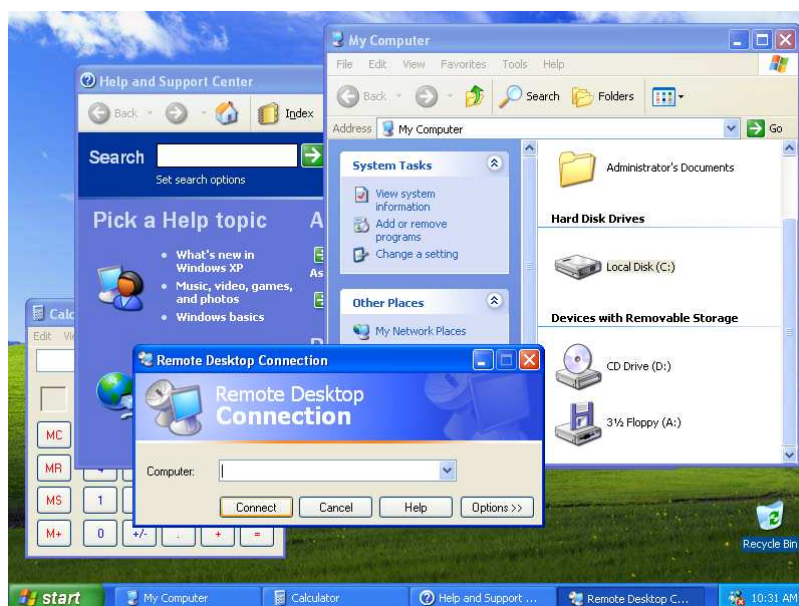 My Computer
File Edit View Favorites Tools Help
Back Search Folders
Address My Computer Go
System Tasks
View system
information
Add or remove
programs
Change a setting
Other Places
My Network Places
Administrator's Documents
Hard Disk Drives
Local Disk (C:)
Devices with Removable Storage
CD Drive (D:)
3½ Floppy (A:)
Help and Support Center
Back Index
Search
Set search options
Pick a Help topic
What's new in
Windows XP
Music, video, games,
and photos
Windows basics
A
As
Edit
MC
MR
MS 1
M+ 0 +/- . + =
Remote Desktop Connection
Remote Desktop
Connection
Computer:
Connect Cancel Help Options >>
Recycle Bin
start My Computer Calculator Help and Support ... Remote Desktop C... 10:31 AM